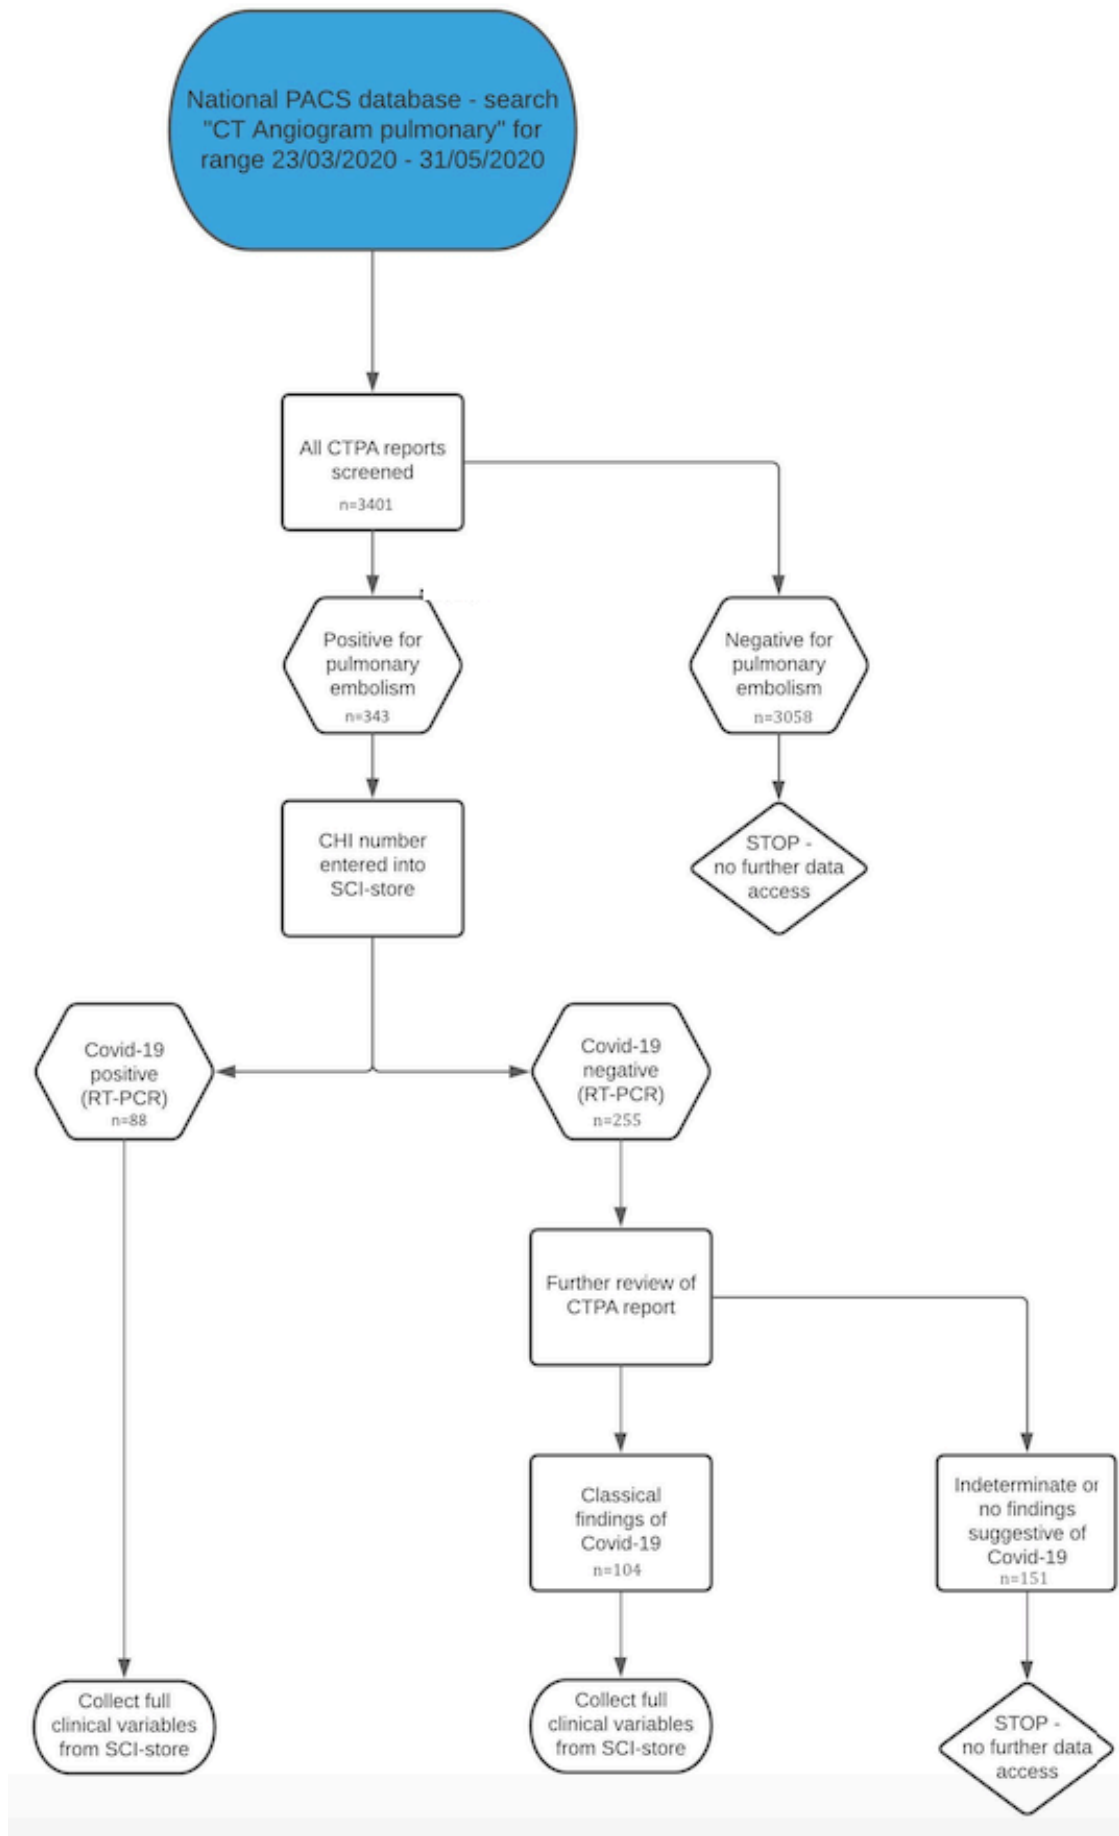 National PACS database - search
"CT Angiogram pulmonary" for
range 23/03/2020 - 31/05/2020
All CTPA reports
screened
n=3401
Positive for
pulmonary
embolism
n=343
Negative for
pulmonary
embolism
n=3058
CHI number
entered into
SCI-store
STOP -
no further data
access
Covid-19
positive
(RT-PCR)
n=88
Covid-19
negative
(RT-PCR)
n=255
Further review of
CTPA report
Classical
findings of
Covid-19
n=104
Indeterminate or
no findings
suggestive of
Covid-19
n=151
Collect full
clinical variables
from SCI-store
Collect full
clinical variables
from SCI-store
STOP -
no further data
access